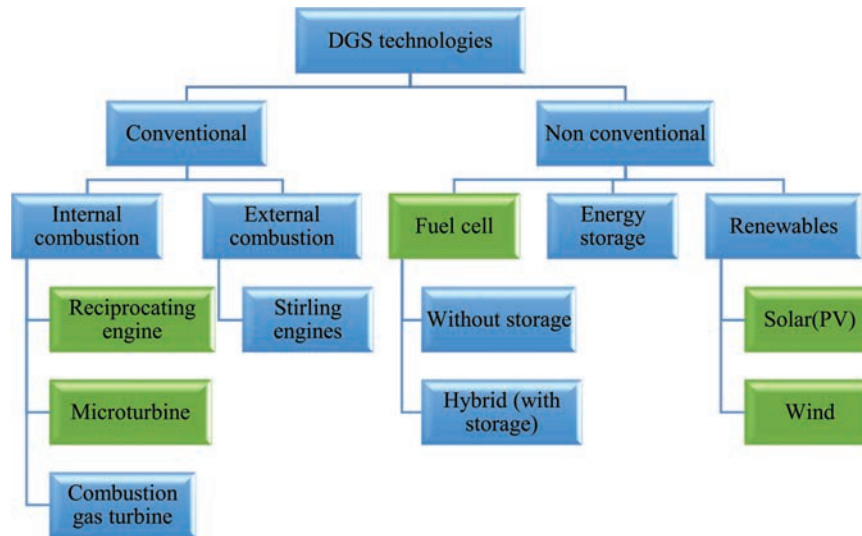 DGS technologies
Conventional
Non conventional
Internal
combustion
External
combustion
Fuel cell
Energy
storage
Renewables
Reciprocating
engine
Stirling
engines
Without storage
Solar(PV)
Microturbine
Hybrid (with
storage)
Wind
Combustion
gas turbine